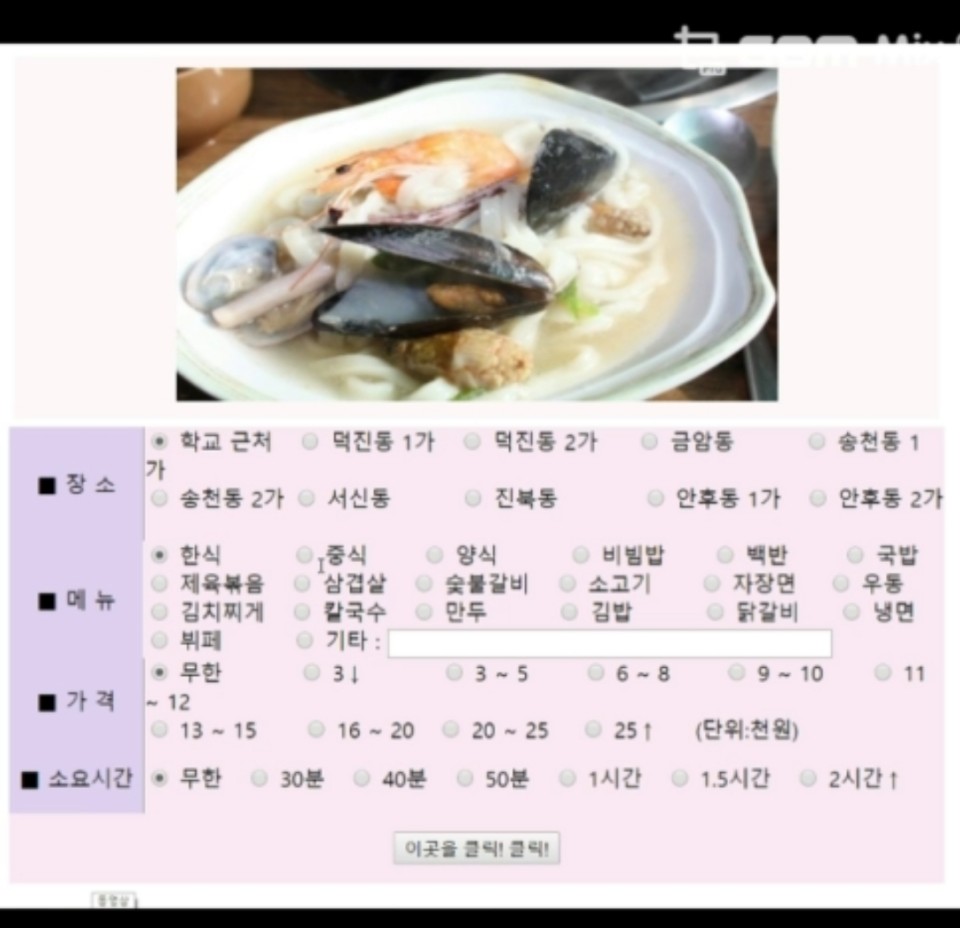 ■ 장 소
학교 근처 덕진동 1가 덕진동 2가 금암동 송천동 1
가
송천동 2가 서신동 진북동 안후동 1가 안후동 2가
■ 메 뉴
한식 중식 양식 비빔밥 백반 국밥
제육볶음 삼겹살 숯불갈비 소고기 자장면 우동
김치찌게 칼국수 만두 김밥 닭갈비 냉면
뷔페 기타 :
■ 가 격
무한 3↓ 3 ~ 5 6 ~ 8 9 ~ 10 11
~ 12
13 ~ 15 16 ~ 20 20 ~ 25 25↑ (단위:천원)
■ 소요시간
무한 30분 40분 50분 1시간 1.5시간 2시간↑
이곳을 클릭! 클릭!
동영상